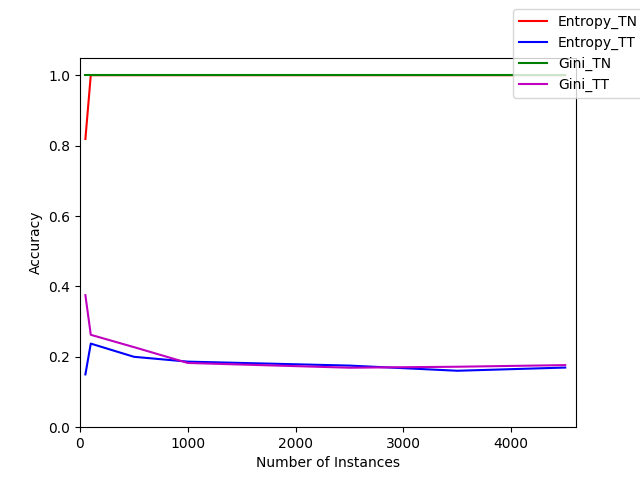 Entropy_TN
Entropy_TT
Gini_TN
Gini_TT
1.0
0.8
0.6
0.4
0.2
0.0
Accuracy
0 1000 2000 3000 4000
Number of Instances